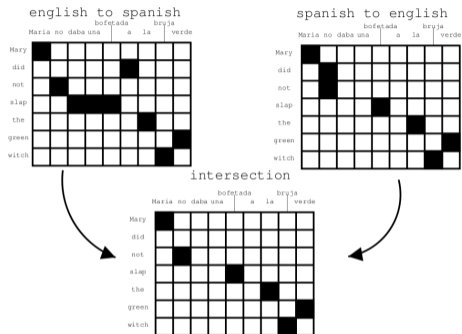 english to spanish
bofetada bruja
Maria no daba una a la verde
Mary
did
not
slap
the
green
witch
spanish to english
bofetada bruja
Maria no daba una a la verde
Mary
did
not
slap
the
green
witch
intersection
bofetada bruja
Maria no daba una a la verde
Mary
did
not
slap
the
green
witch